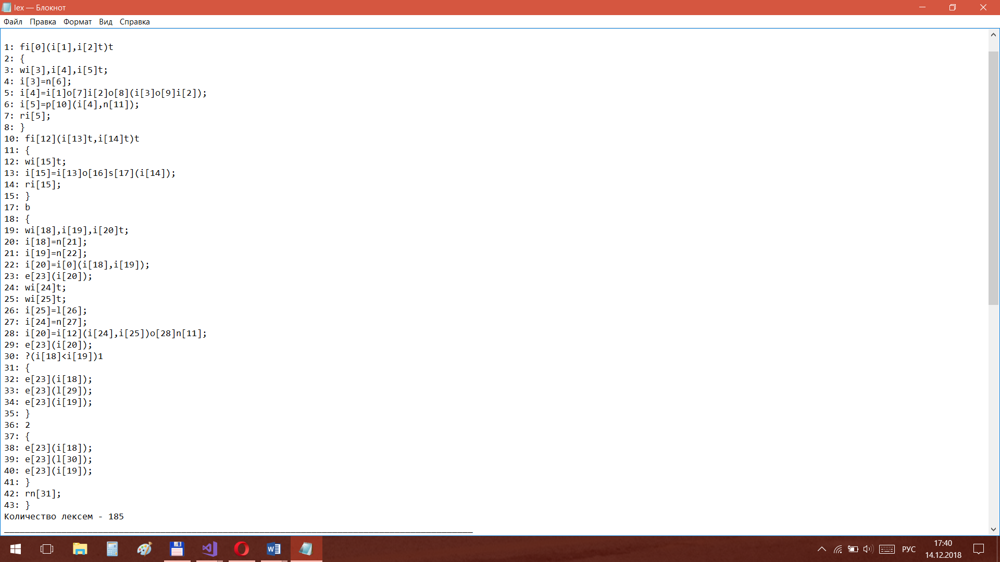 lex — Блокнот
Файл Правка Формат Вид Справка
1: fi[0](i[1],i[2]t)t
2: {
3: wi[3],i[4],i[5]t;
4: i[3]=n[6];
5: i[4]=i[1]o[7]i[2]o[8](i[3]o[9]i[2]);
6: i[5]=p[10](i[4],n[11]);
7: ri[5];
8: }
10: fi[12](i[13]t,i[14]t)t
11: {
12: wi[15]t;
13: i[15]=i[13]o[16]s[17](i[14]);
14: ri[15];
15: }
17: b
18: {
19: wi[18],i[19],i[20]t;
20: i[18]=n[21];
21: i[19]=n[22];
22: i[20]=i[0](i[18],i[19]);
23: e[23](i[20]);
24: wi[24]t;
25: wi[25]t;
26: i[25]=l[26];
27: i[24]=n[27];
28: i[20]=i[12](i[24],i[25])o[28]n[11];
29: e[23](i[20]);
30: ?(i[18]<i[19])1
31: {
32: e[23](i[18]);
33: e[23](l[29]);
34: e[23](i[19]);
35: }
36: 2
37: {
38: e[23](i[18]);
39: e[23](l[30]);
40: e[23](i[19]);
41: }
42: rn[31];
43: }
Количество лексем - 185
__________________________________________________________________________________________
РУС
17:40
14.12.2018